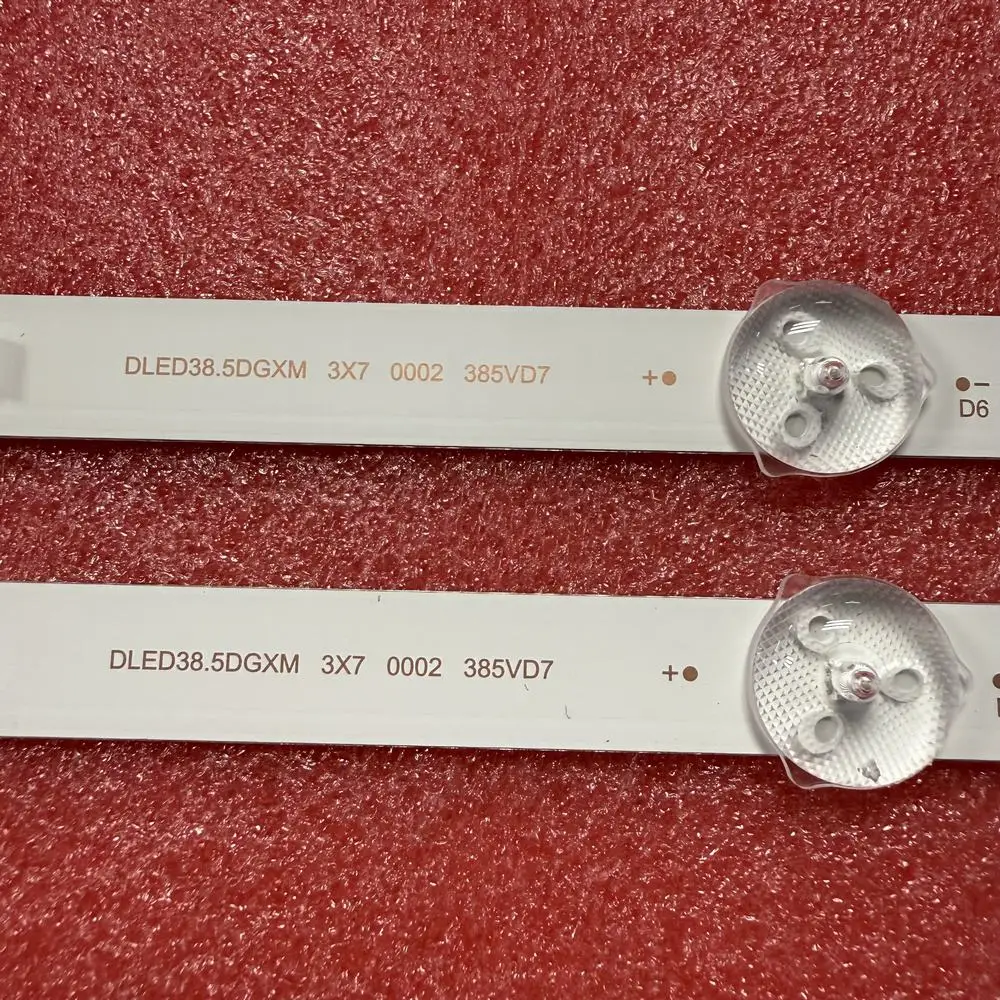 DLED38.5DGXM 3X7 0002 385VD7 + -
D6
DLED38.5DGXM 3X7 0002 385VD7 +